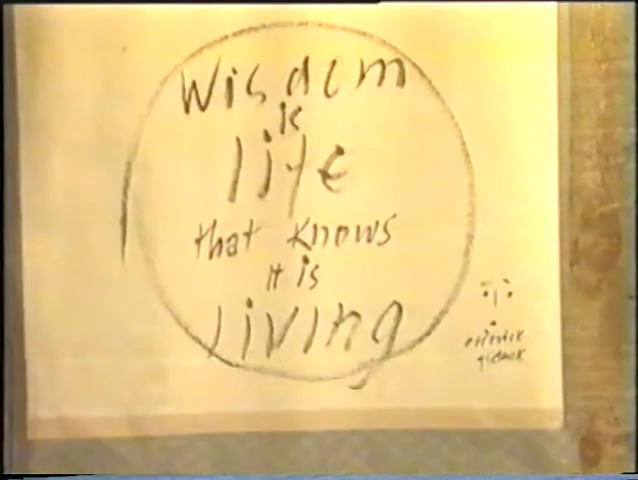 Wisdom
is
life
that knows
it is
living